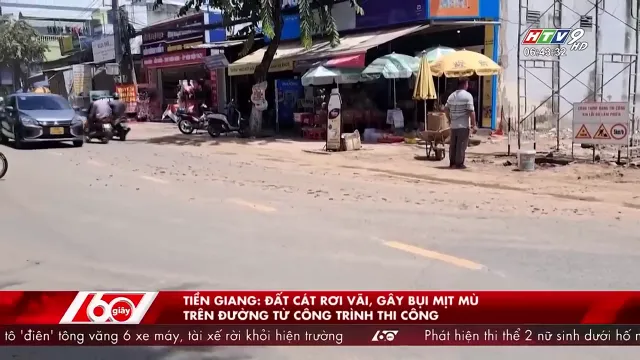 HTV9 HD
06:43:32
60 giây
TIỀN GIANG: ĐẤT CÁT RƠI VÃI, GÂY BỤI MỊT MÙ
TRÊN ĐƯỜNG TỪ CÔNG TRÌNH THI CÔNG
tô 'điên' tông văng 6 xe máy, tài xế rời khỏi hiện trường
60 giây
Phát hiện thi thể 2 nữ sinh dưới hố n